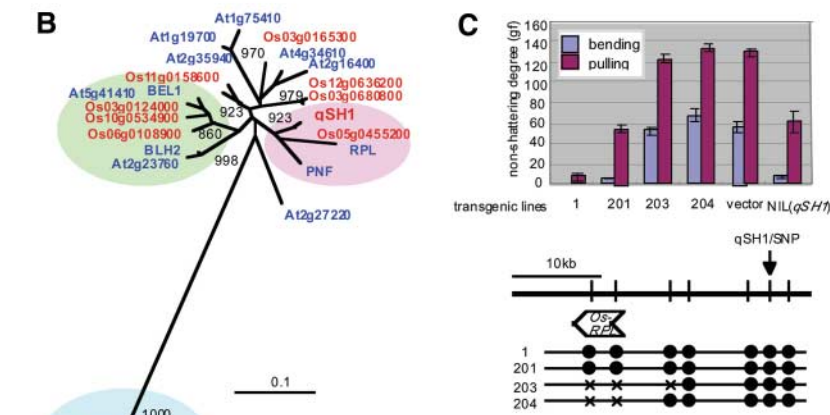 B
At1g75410
At1g19700
Os03g0165300
970
At4g34610
At2g35940
At2g16400
Os11g0158600
Os12g0636200
At5g41410 BEL1
979 Os03g0680800
Os03g0124000
923
923
qSH1
Os10g0534900
Os06g0108900
860
Os05g0455200
BLH2
998
RPL
At2g23760
PNF
At2g27220
0.1
1000
C
non-shattering degree (gf)
160
140
120
100
80
60
40
20
0
bending
pulling
transgenic lines 1 201 203 204 vector NIL(qSH1)
qSH1/SNP
10kb
Os-
RPL
1
201
203
204